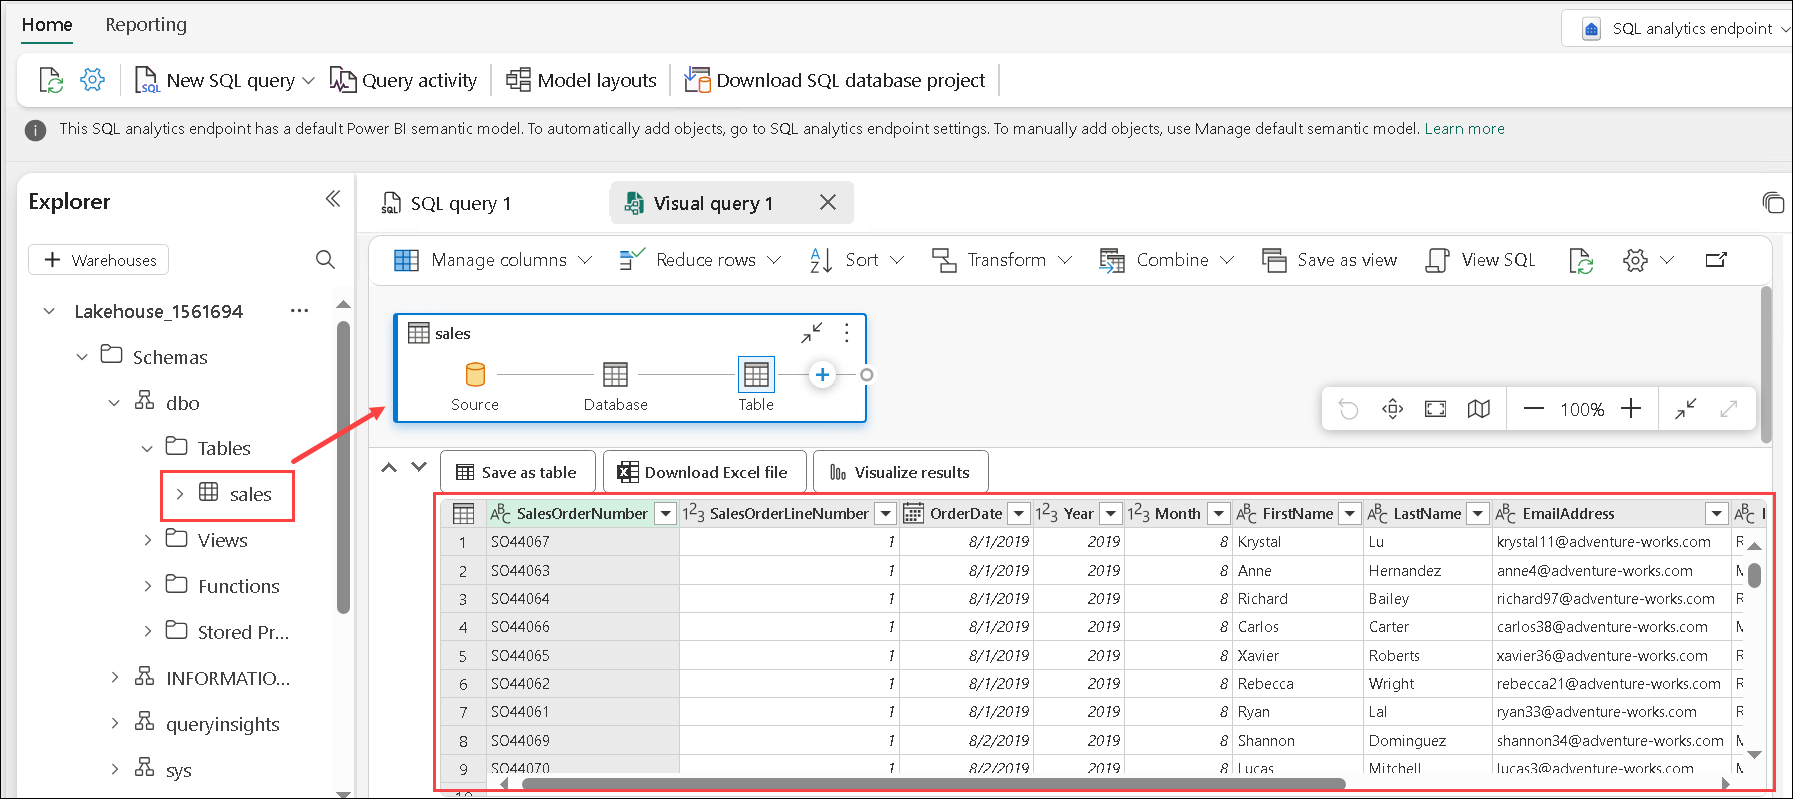 Home Reporting SQL analytics endpoint
New SQL query Query activity Model layouts Download SQL database project
This SQL analytics endpoint has a default Power BI semantic model. To automatically add objects, go to SQL analytics endpoint settings. To manually add objects, use Manage default semantic model. Learn more
Explorer
+ Warehouses
Lakehouse_1561694 ...
Schemas
dbo
Tables
sales
Views
Functions
Stored Pr...
INFORMATIO...
queryinsights
sys
SQL query 1 Visual query 1
Manage columns Reduce rows Sort Transform Combine Save as view View SQL
sales
Source Database Table
100%
Save as table Download Excel file Visualize results
SalesOrderNumber SalesOrderLineNumber OrderDate Year Month FirstName LastName EmailAddress
1 SO44067 1 8/1/2019 2019 8 Krystal Lu krystal11@adventure-works.com
2 SO44063 1 8/1/2019 2019 8 Anne Hernandez anne4@adventure-works.com
3 SO44064 1 8/1/2019 2019 8 Richard Bailey richard97@adventure-works.com
4 SO44066 1 8/1/2019 2019 8 Carlos Carter carlos38@adventure-works.com
5 SO44065 1 8/1/2019 2019 8 Xavier Roberts xavier36@adventure-works.com
6 SO44062 1 8/1/2019 2019 8 Rebecca Wright rebecca21@adventure-works.com
7 SO44061 1 8/1/2019 2019 8 Ryan Lal ryan33@adventure-works.com
8 SO44069 1 8/2/2019 2019 8 Shannon Dominguez shannon34@adventure-works.com
9 SO44070 1 8/2/2019 2019 8 Lucas Mitchell lucas3@adventure-works.com